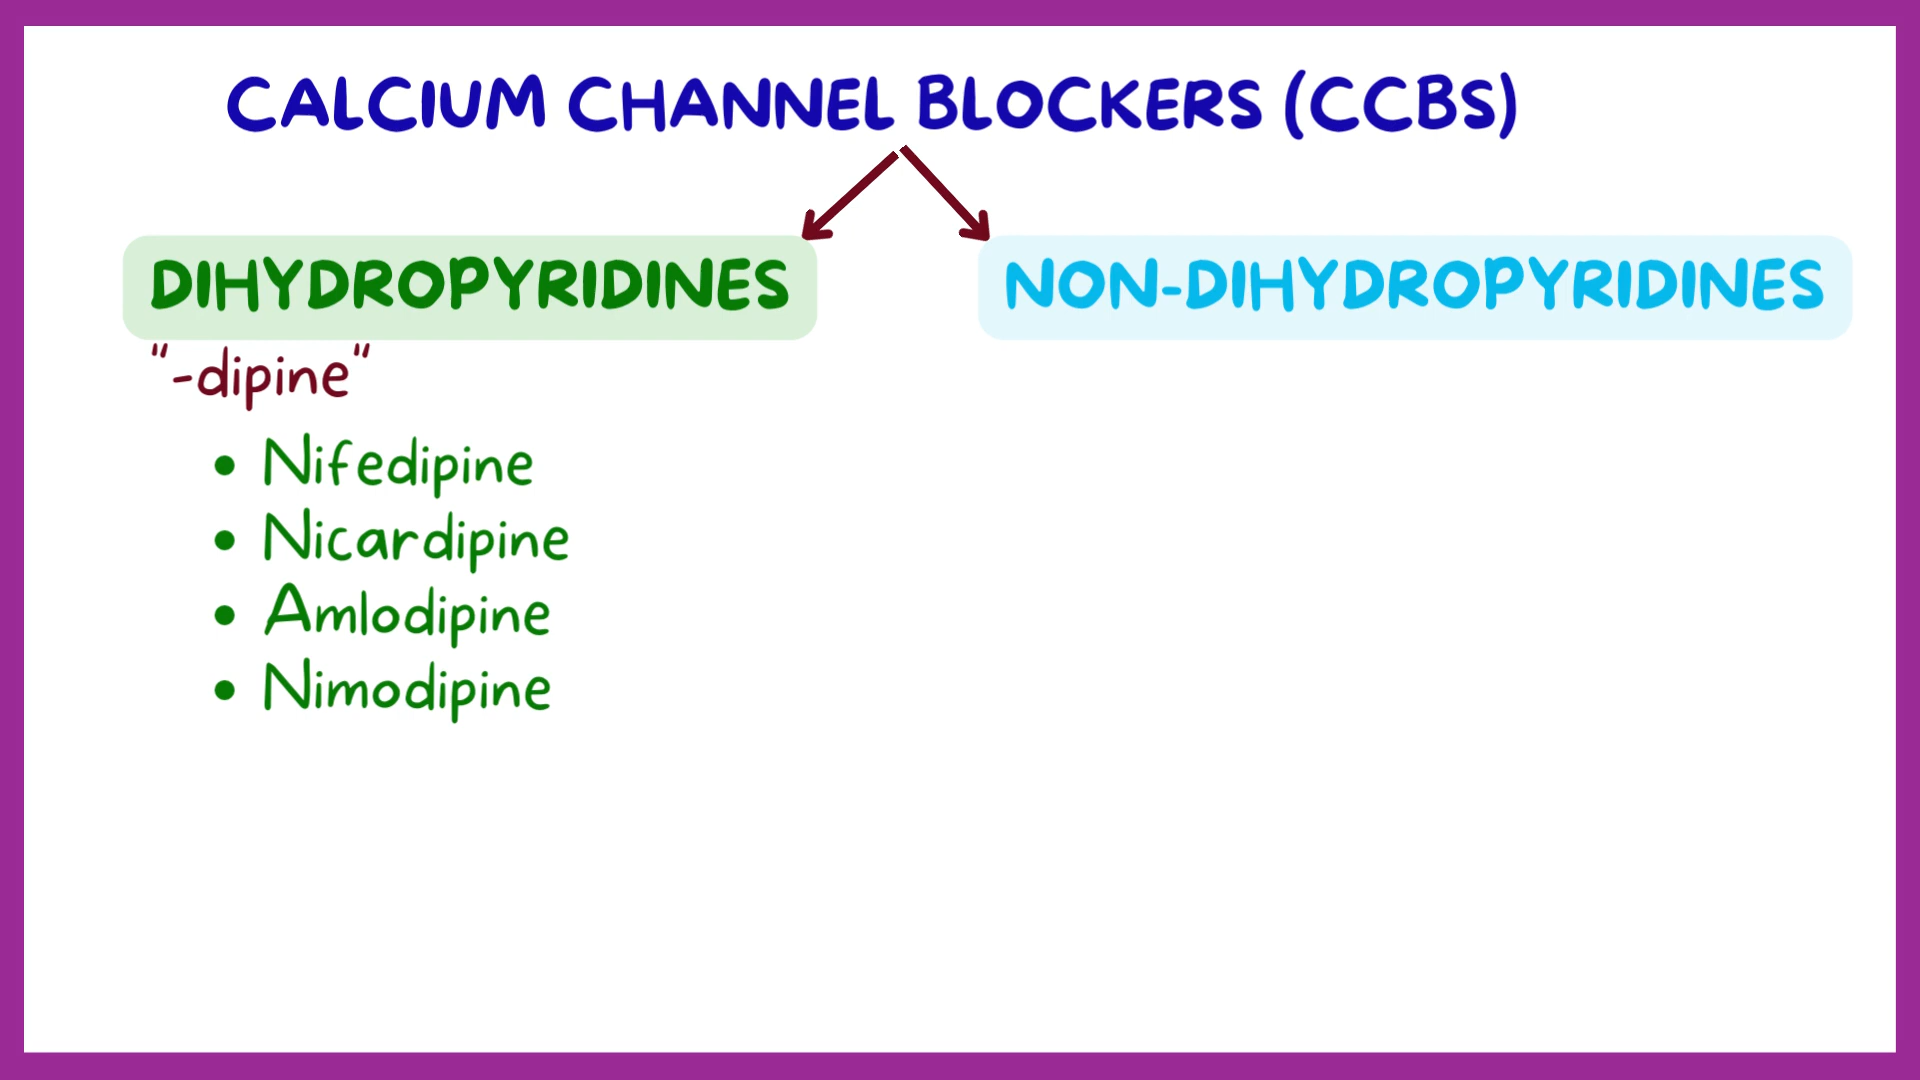 CALCIUM CHANNEL BLOCKERS (CCBS)
DIHYDROPYRIDINES
NON-DIHYDROPYRIDINES
"-dipine"
• Nifedipine
• Nicardipine
• Amlodipine
• Nimodipine